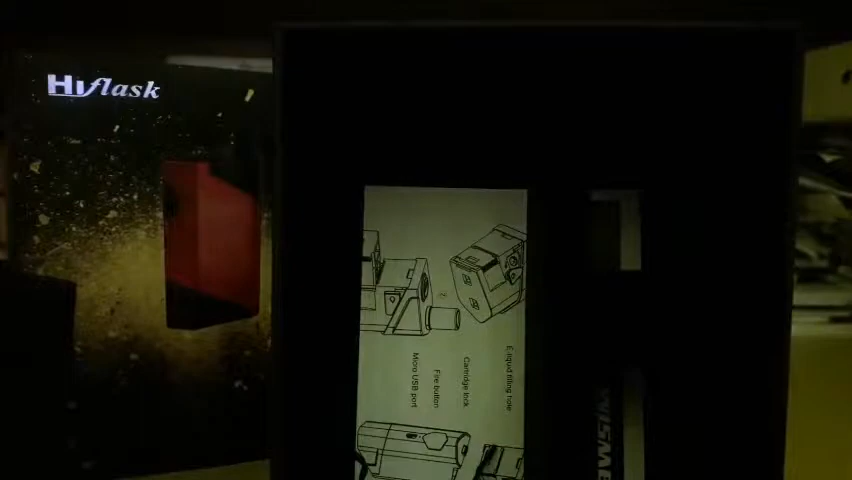 Hiflask
E-liquid filling hole
Cartridge lock
Fire button
Micro USB port